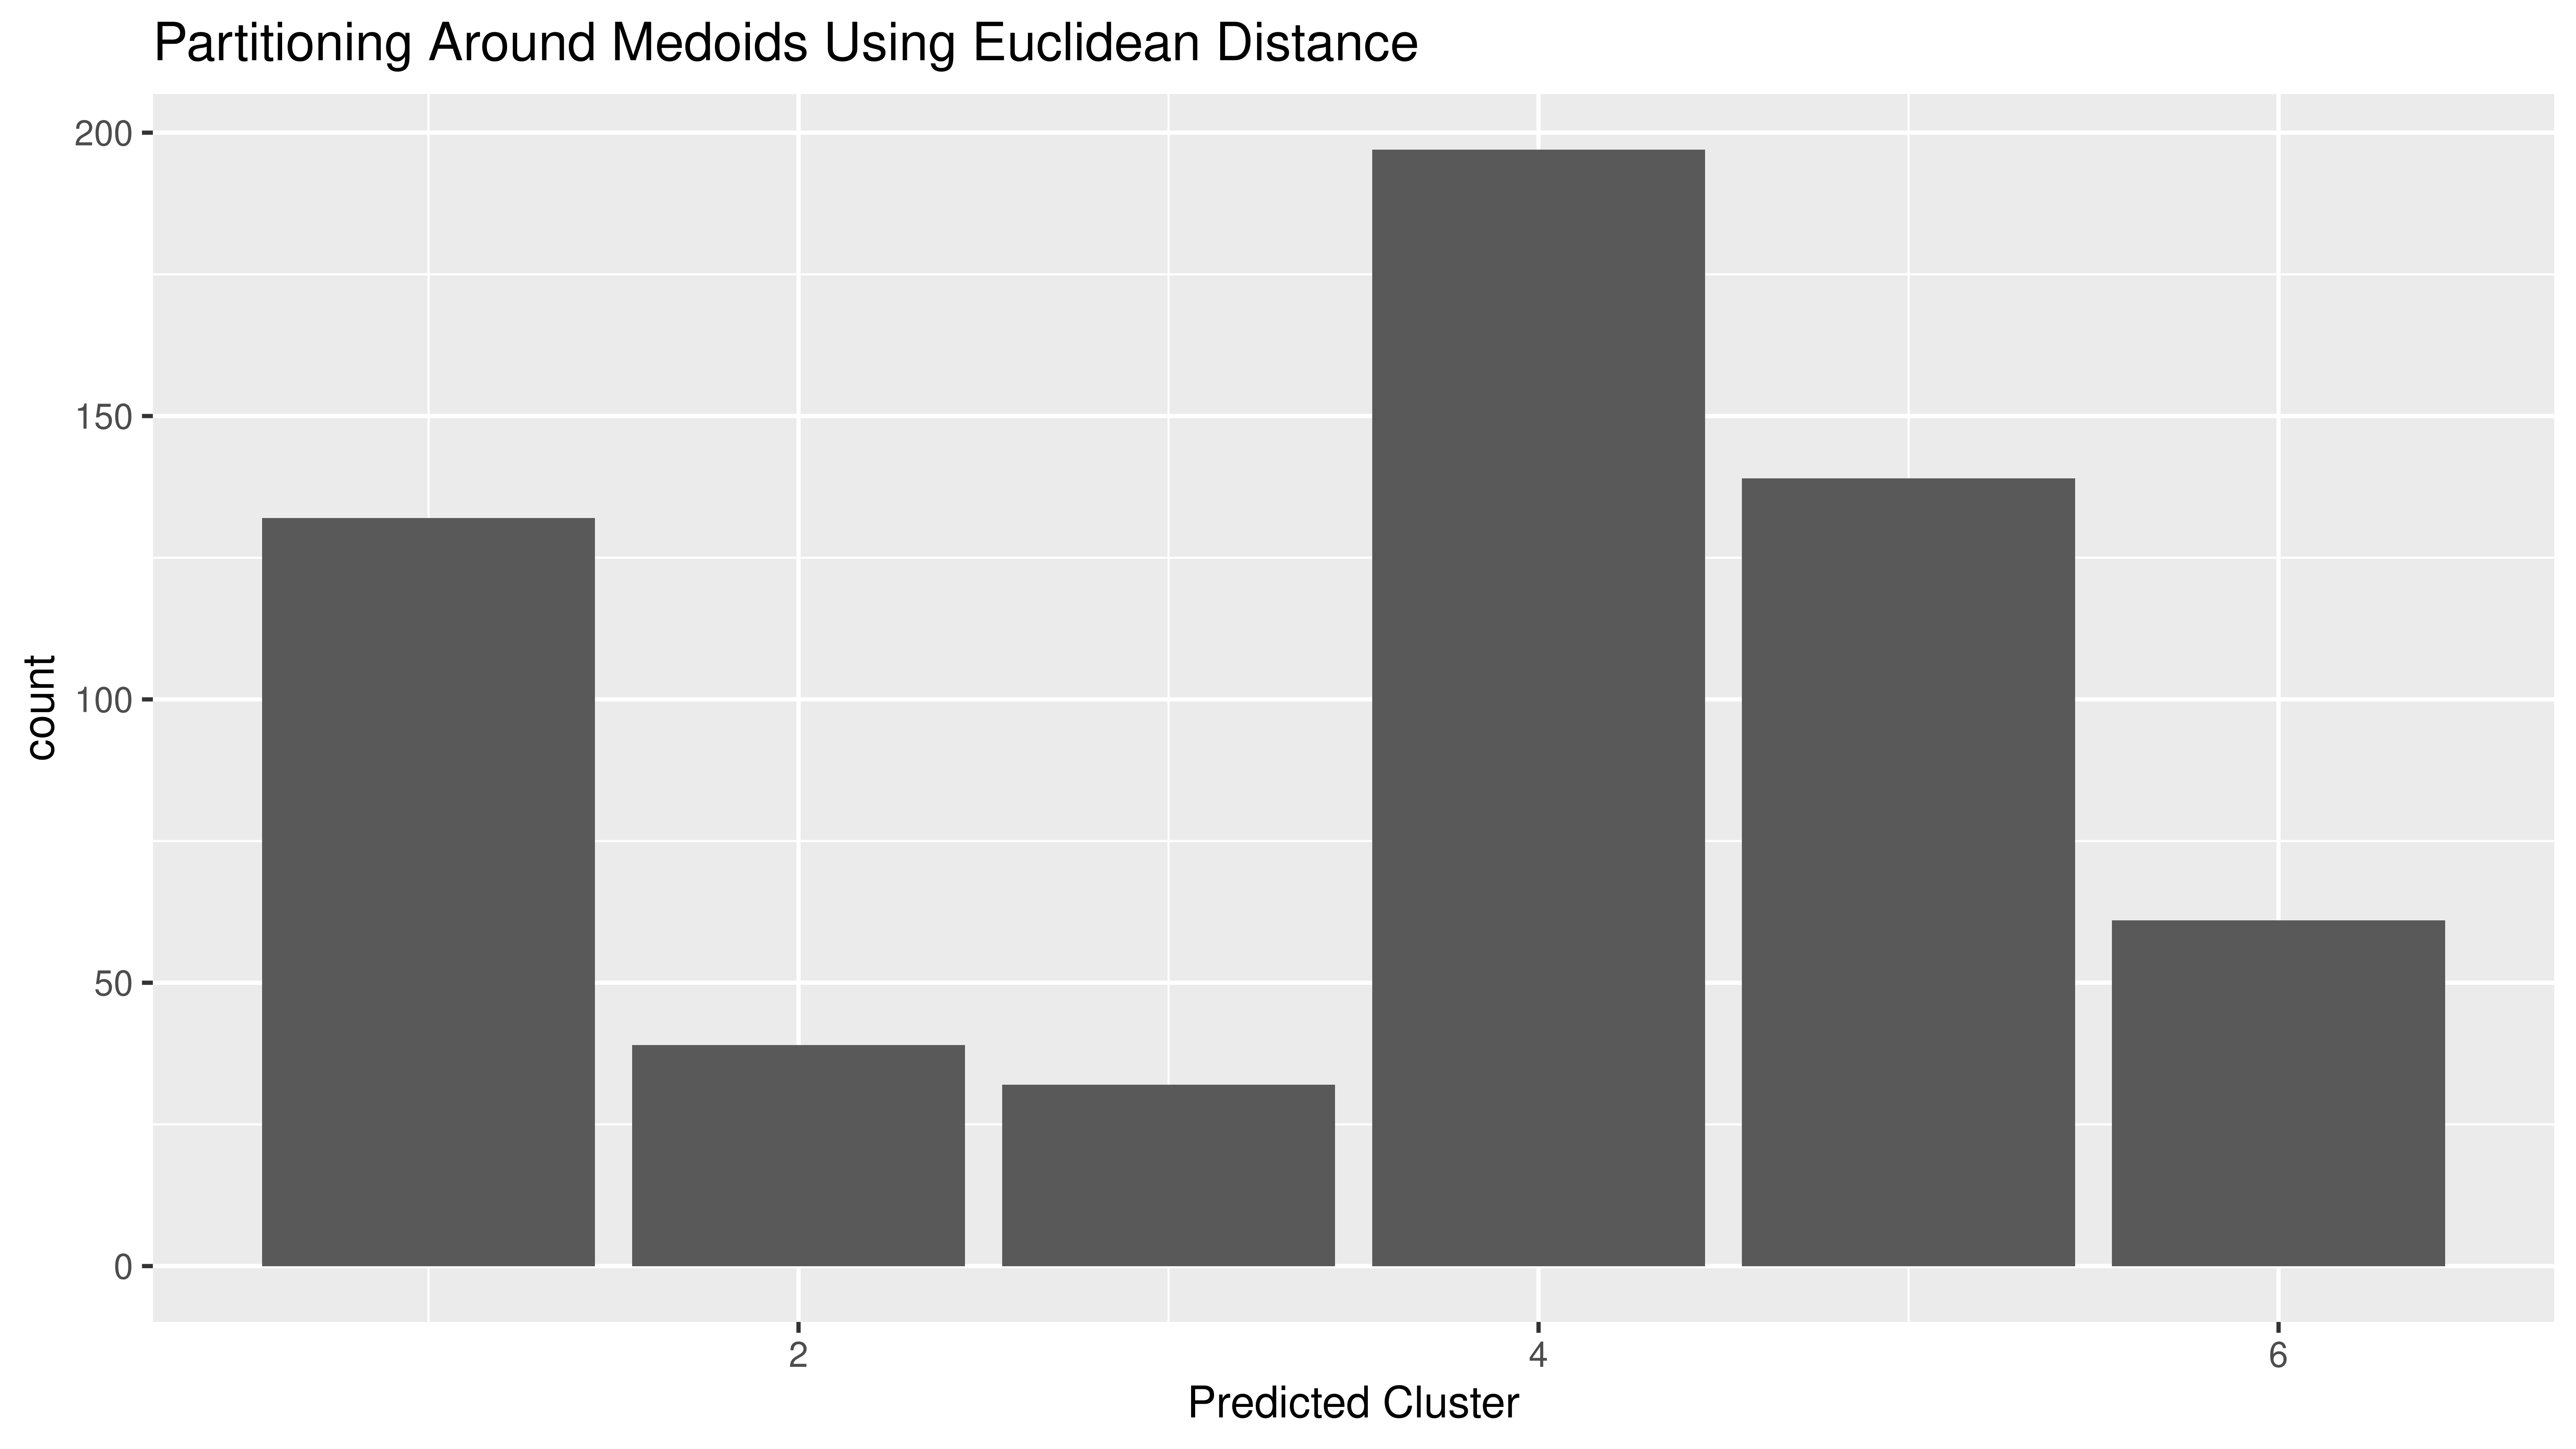 Partitioning Around Medoids Using Euclidean Distance
200
150
100
50
0
count
2 4 6
Predicted Cluster